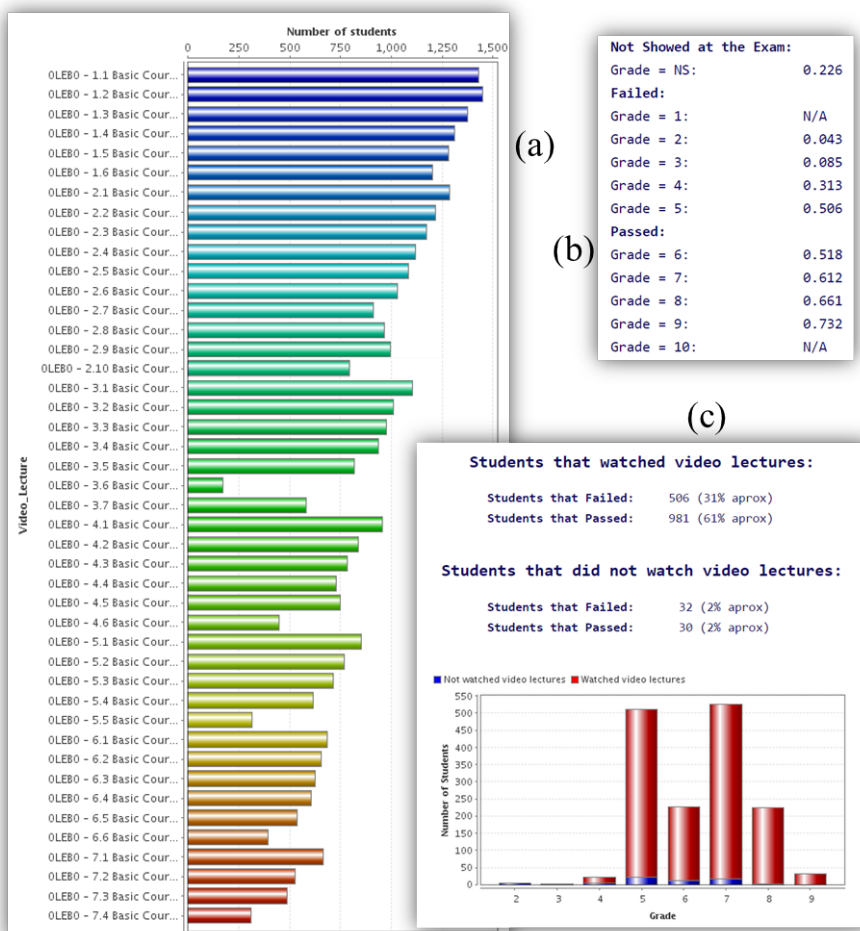 Number of students
0 250 500 750 1,000 1,250 1,500
Video_Lecture
0LEB0 - 1.1 Basic Cour...
0LEB0 - 1.2 Basic Cour...
0LEB0 - 1.3 Basic Cour...
0LEB0 - 1.4 Basic Cour...
0LEB0 - 1.5 Basic Cour...
0LEB0 - 1.6 Basic Cour...
0LEB0 - 2.1 Basic Cour...
0LEB0 - 2.2 Basic Cour...
0LEB0 - 2.3 Basic Cour...
0LEB0 - 2.4 Basic Cour...
0LEB0 - 2.5 Basic Cour...
0LEB0 - 2.6 Basic Cour...
0LEB0 - 2.7 Basic Cour...
0LEB0 - 2.8 Basic Cour...
0LEB0 - 2.9 Basic Cour...
0LEB0 - 2.10 Basic Cour...
0LEB0 - 3.1 Basic Cour...
0LEB0 - 3.2 Basic Cour...
0LEB0 - 3.3 Basic Cour...
0LEB0 - 3.4 Basic Cour...
0LEB0 - 3.5 Basic Cour...
0LEB0 - 3.6 Basic Cour...
0LEB0 - 3.7 Basic Cour...
0LEB0 - 4.1 Basic Cour...
0LEB0 - 4.2 Basic Cour...
0LEB0 - 4.3 Basic Cour...
0LEB0 - 4.4 Basic Cour...
0LEB0 - 4.5 Basic Cour...
0LEB0 - 4.6 Basic Cour...
0LEB0 - 5.1 Basic Cour...
0LEB0 - 5.2 Basic Cour...
0LEB0 - 5.3 Basic Cour...
0LEB0 - 5.4 Basic Cour...
0LEB0 - 5.5 Basic Cour...
0LEB0 - 6.1 Basic Cour...
0LEB0 - 6.2 Basic Cour...
0LEB0 - 6.3 Basic Cour...
0LEB0 - 6.4 Basic Cour...
0LEB0 - 6.5 Basic Cour...
0LEB0 - 6.6 Basic Cour...
0LEB0 - 7.1 Basic Cour...
0LEB0 - 7.2 Basic Cour...
0LEB0 - 7.3 Basic Cour...
0LEB0 - 7.4 Basic Cour...
(a)
(b)
Not Showed at the Exam:
Grade = NS: 0.226
Failed:
Grade = 1: N/A
Grade = 2: 0.043
Grade = 3: 0.085
Grade = 4: 0.313
Grade = 5: 0.506
Passed:
Grade = 6: 0.518
Grade = 7: 0.612
Grade = 8: 0.661
Grade = 9: 0.732
Grade = 10: N/A
(c)
Students that watched video lectures:
Students that Failed: 506 (31% aprox)
Students that Passed: 981 (61% aprox)
Students that did not watch video lectures:
Students that Failed: 32 (2% aprox)
Students that Passed: 30 (2% aprox)
Not watched video lectures Watched video lectures
Number of Students
550
500
450
400
350
300
250
200
150
100
50
0
2 3 4 5 6 7 8 9
Grade